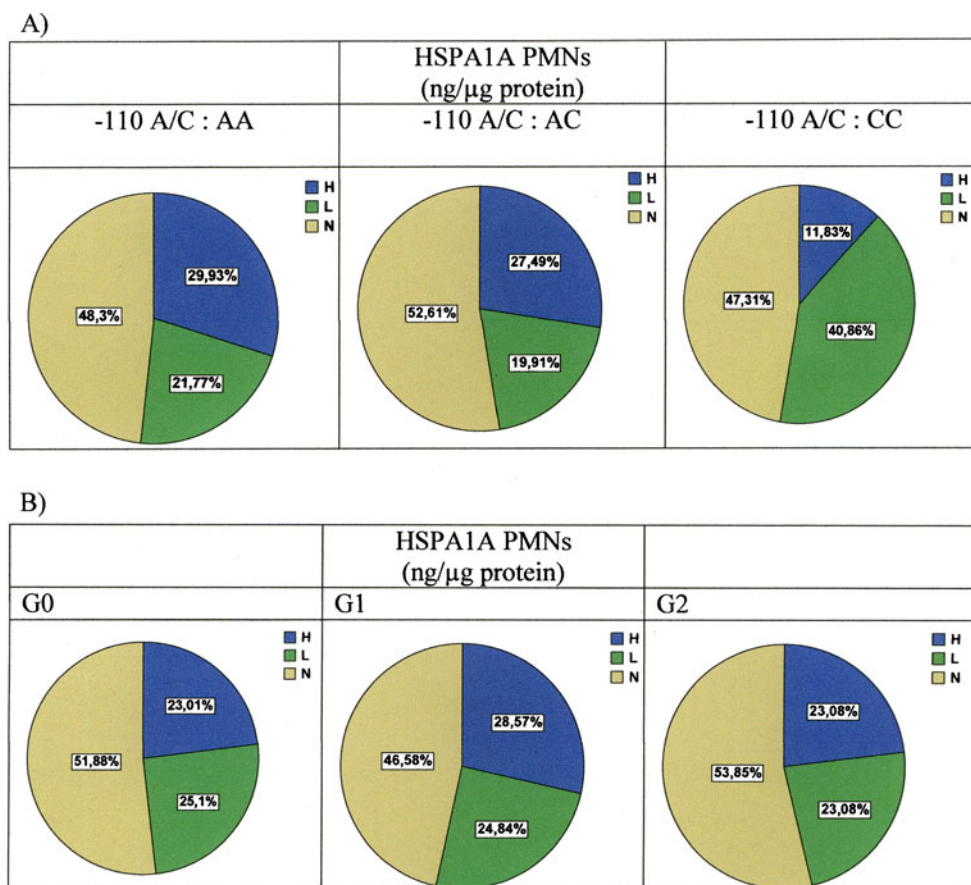 A)
HSPA1A PMNs
(ng/µg protein)
-110 A/C : AA
-110 A/C : AC
-110 A/C : CC
H
L
N
29,93%
48,3%
21,77%
H
L
N
27,49%
52,61%
19,91%
H
L
N
11,83%
47,31%
40,86%
B)
HSPA1A PMNs
(ng/µg protein)
G0
G1
G2
H
L
N
23,01%
51,88%
25,1%
H
L
N
28,57%
46,58%
24,84%
H
L
N
23,08%
53,85%
23,08%